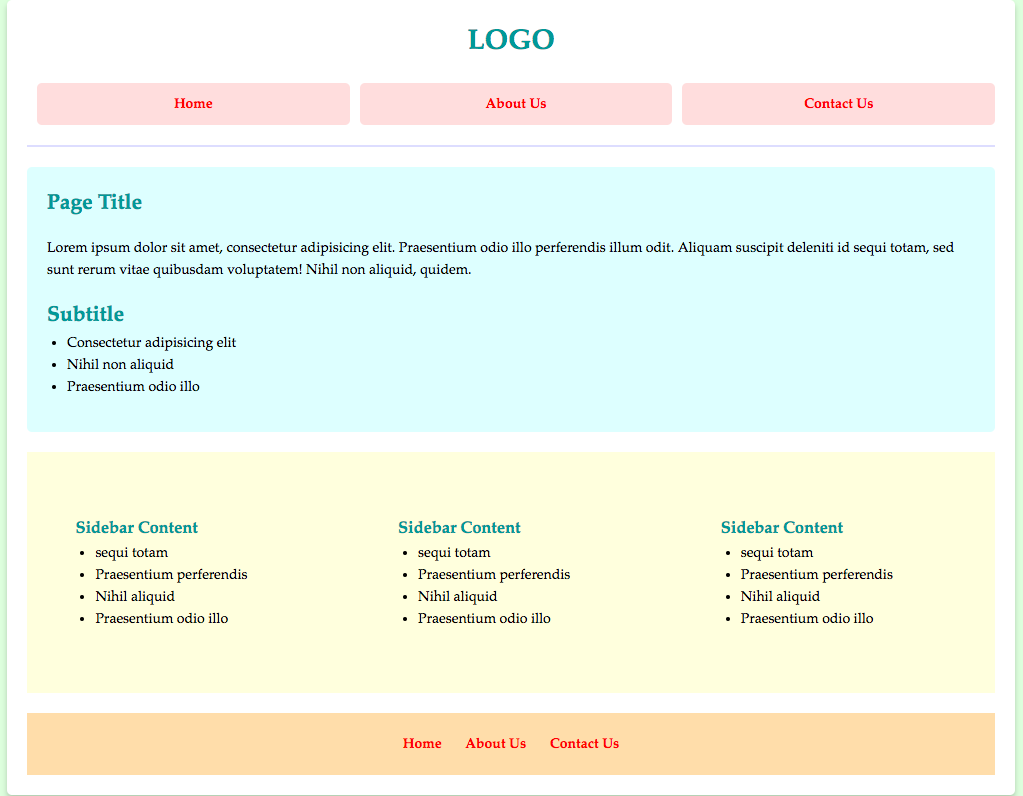 LOGO
Home
About Us
Contact Us
Page Title
Lorem ipsum dolor sit amet, consectetur adipisicing elit. Praesentium odio illo perferendis illum odit. Aliquam suscipit deleniti id sequi totam, sed
sunt rerum vitae quibusdam voluptatem! Nihil non aliquid, quidem.
Subtitle
• Consectetur adipisicing elit
• Nihil non aliquid
• Praesentium odio illo
Sidebar Content
• sequi totam
• Praesentium perferendis
• Nihil aliquid
• Praesentium odio illo
Sidebar Content
• sequi totam
• Praesentium perferendis
• Nihil aliquid
• Praesentium odio illo
Sidebar Content
• sequi totam
• Praesentium perferendis
• Nihil aliquid
• Praesentium odio illo
Home About Us Contact Us